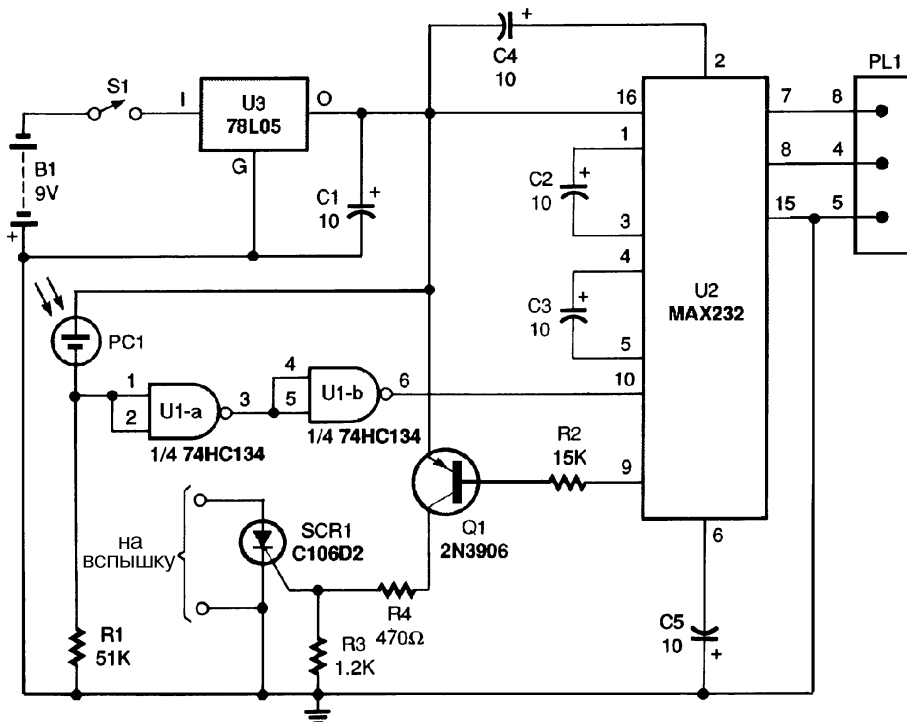 +
C4
10
2
PL1
S1
I
U3
78L05
O
16
7
8
1
G
B1
9V
+
C1
10
+
C2
10
+
8
4
3
15
5
4
U2
MAX232
C3
10
+
PC1
5
4
6
10
1
U1-a
3
5
U1-b
2
1/4 74HC134
1/4 74HC134
R2
15K
9
Q1
2N3906
SCR1
C106D2
на
вспышку
6
R4
470Ω
C5
10
+
R1
51K
R3
1.2K